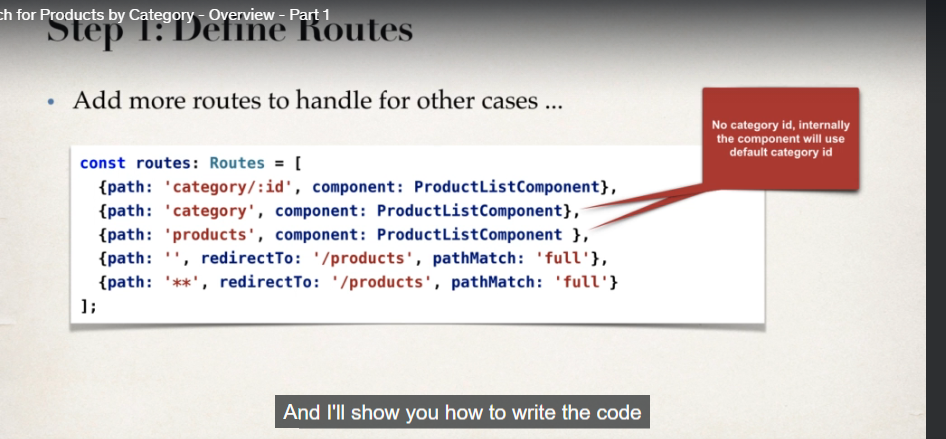 ch for Products by Category - Overview - Part 1
Step 1: Define Routes
• Add more routes to handle for other cases ...
No category id, internally
the component will use
default category id
const routes: Routes = [
{path: 'category/:id', component: ProductListComponent},
{path: 'category', component: ProductListComponent},
{path: 'products', component: ProductListComponent },
{path: '', redirectTo: '/products', pathMatch: 'full'},
{path: '**', redirectTo: '/products', pathMatch: 'full'}
];
And I'll show you how to write the code